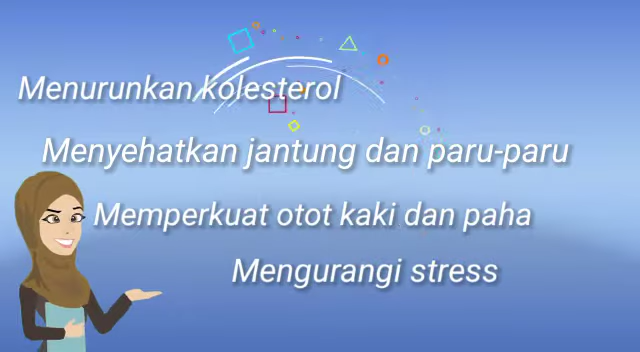 Menurunkan kolesterol
Menyehatkan jantung dan paru-paru
Memperkuat otot kaki dan paha
Mengurangi stress